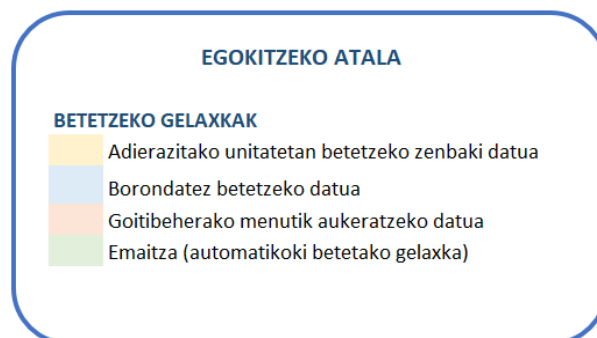 EGOKITZEKO ATALA
BETETZEKO GELAXKAK
Adierazitako unitatetan betetzeko zenbaki datua
Borondatez betetzeko datua
Goitibeherako menutik aukeratzeko datua
Emaitza (automatikoki betetako gelaxka)